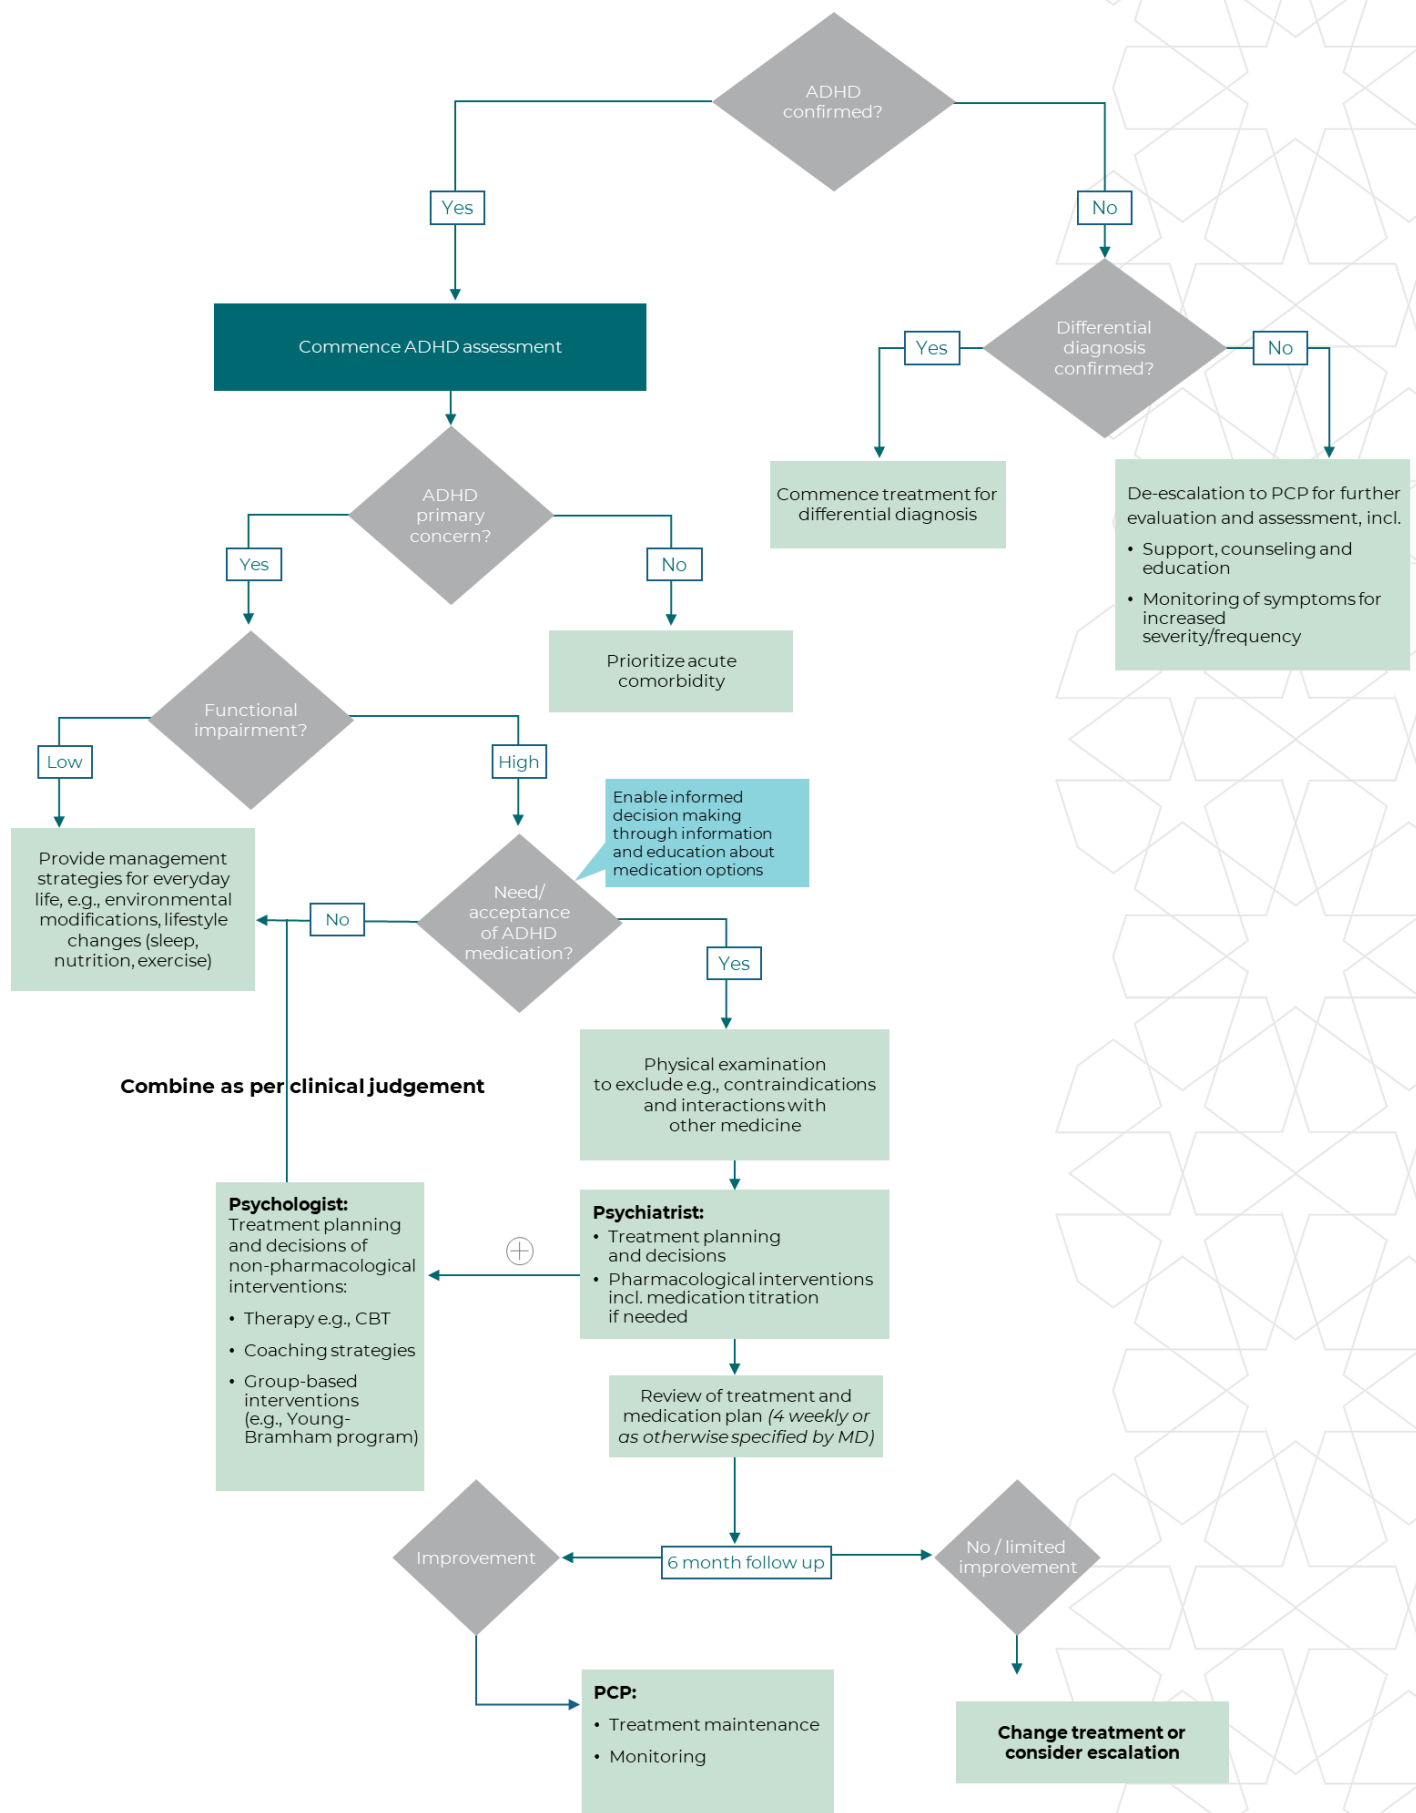 ADHD
confirmed?
Yes
No
Commence ADHD assessment
Differential
diagnosis
confirmed?
Yes
No
ADHD
primary
concern?
Commence treatment for
differential diagnosis
De-escalation to PCP for further
evaluation and assessment, incl.
• Support, counseling and
education
• Monitoring of symptoms for
increased
severity/frequency
Yes
No
Prioritize acute
comorbidity
Functional
impairment?
Low
High
Enable informed
decision making
through information
and education about
medication options
Provide management
strategies for everyday
life, e.g., environmental
modifications, lifestyle
changes (sleep,
nutrition, exercise)
No
Need/
acceptance
of ADHD
medication?
Yes
Physical examination
to exclude e.g., contraindications
and interactions with
other medicine
Combine as per clinical judgement
Psychologist:
Treatment planning
and decisions of
non-pharmacological
interventions:
• Therapy e.g., CBT
• Coaching strategies
• Group-based
interventions
(e.g., Young-
Bramham program)
Psychiatrist:
• Treatment planning
and decisions
• Pharmacological interventions
incl. medication titration
if needed
Review of treatment and
medication plan (4 weekly or
as otherwise specified by MD)
Improvement
6 month follow up
No / limited
improvement
PCP:
• Treatment maintenance
• Monitoring
Change treatment or
consider escalation